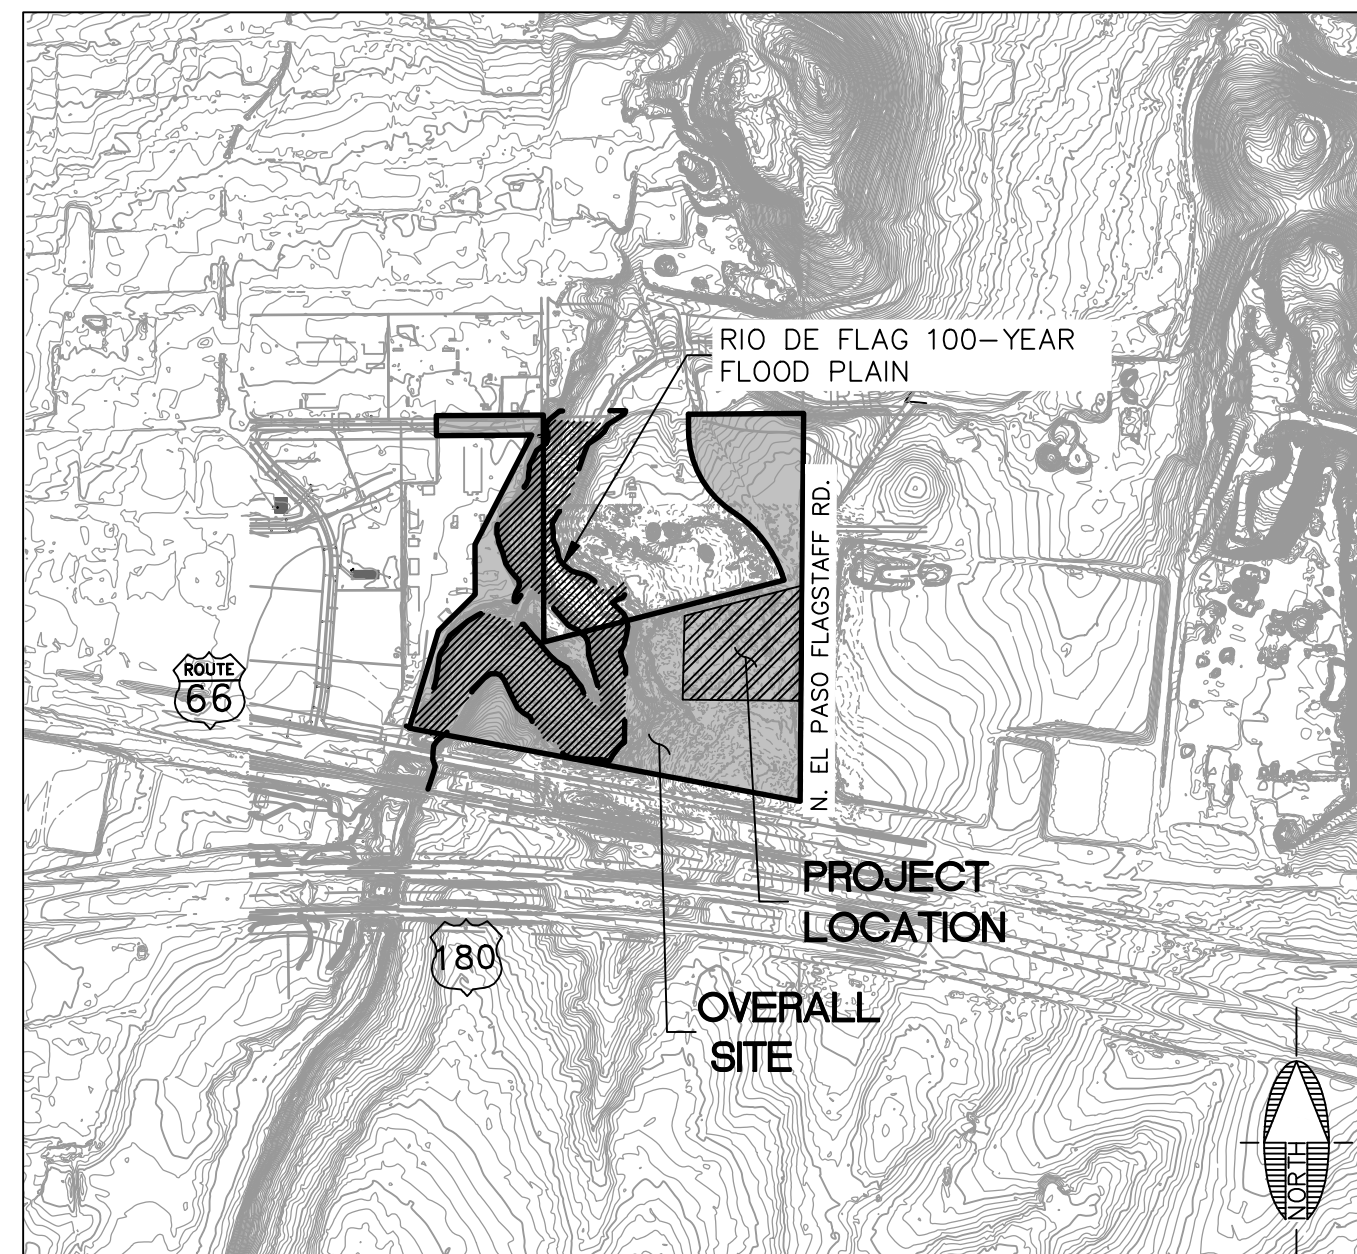 RIO DE FLAG 100-YEAR
FLOOD PLAIN
N. EL PASO FLAGSTAFF RD.
ROUTE
66
PROJECT
LOCATION
180
OVERALL
SITE
NORTH